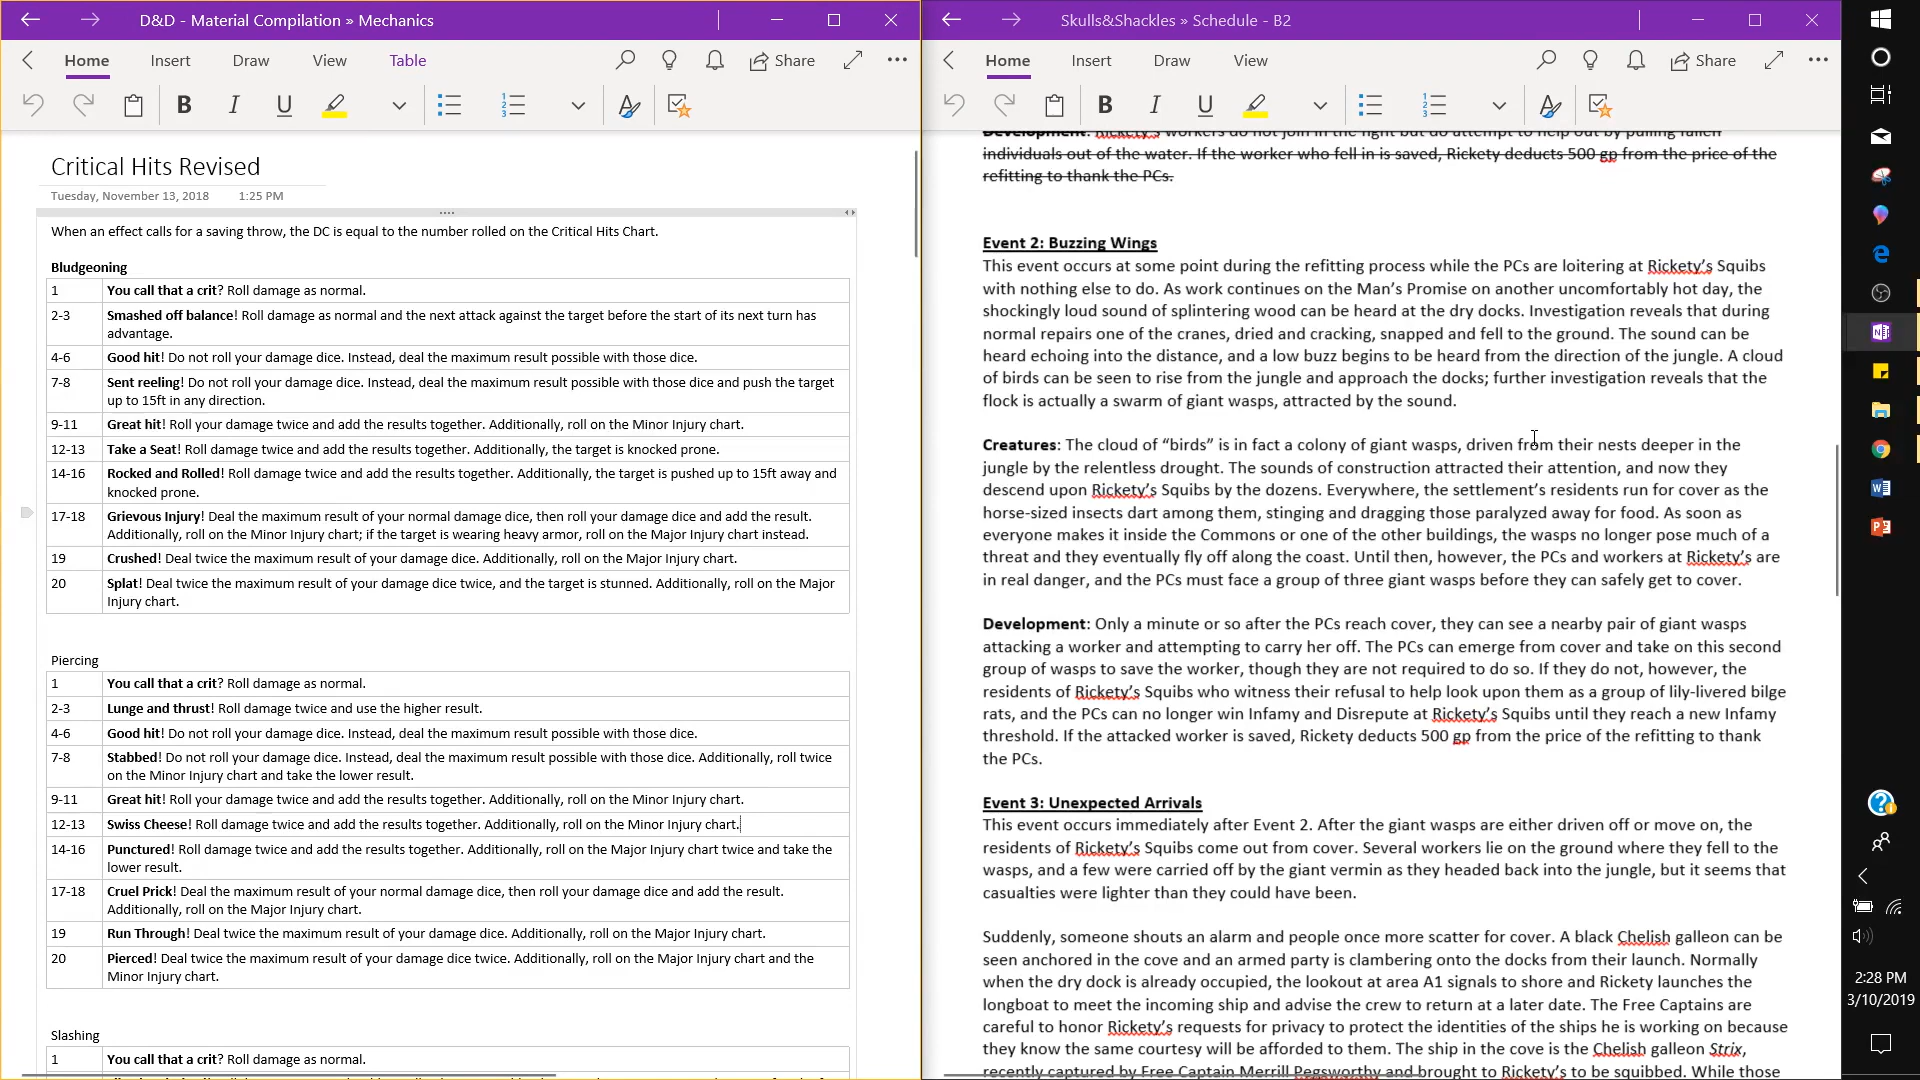 D&D - Material Compilation » Mechanics
Home Insert Draw View Table
Share
Critical Hits Revised
Tuesday, November 13, 2018 1:25 PM
When an effect calls for a saving throw, the DC is equal to the number rolled on the Critical Hits Chart.
Bludgeoning
1 You call that a crit? Roll damage as normal.
2-3 Smashed off balance! Roll damage as normal and the next attack against the target before the start of its next turn has
advantage.
4-6 Good hit! Do not roll your damage dice. Instead, deal the maximum result possible with those dice.
7-8 Sent reeling! Do not roll your damage dice. Instead, deal the maximum result possible with those dice and push the target
up to 15ft in any direction.
9-11 Great hit! Roll your damage twice and add the results together. Additionally, roll on the Minor Injury chart.
12-13 Take a Seat! Roll damage twice and add the results together. Additionally, the target is knocked prone.
14-16 Rocked and Rolled! Roll damage twice and add the results together. Additionally, the target is pushed up to 15ft away and
knocked prone.
17-18 Grievous Injury! Deal the maximum result of your normal damage dice, then roll your damage dice and add the result.
Additionally, roll on the Minor Injury chart; if the target is wearing heavy armor, roll on the Major Injury chart instead.
19 Crushed! Deal twice the maximum result of your damage dice. Additionally, roll on the Major Injury chart.
20 Splat! Deal twice the maximum result of your damage dice twice, and the target is stunned. Additionally, roll on the Major
Injury chart.
Piercing
1 You call that a crit? Roll damage as normal.
2-3 Lunge and thrust! Roll damage twice and use the higher result.
4-6 Good hit! Do not roll your damage dice. Instead, deal the maximum result possible with those dice.
7-8 Stabbed! Do not roll your damage dice. Instead, deal the maximum result possible with those dice. Additionally, roll twice
on the Minor Injury chart and take the lower result.
9-11 Great hit! Roll your damage twice and add the results together. Additionally, roll on the Minor Injury chart.
12-13 Swiss Cheese! Roll damage twice and add the results together. Additionally, roll on the Minor Injury chart.
14-16 Punctured! Roll damage twice and add the results together. Additionally, roll on the Major Injury chart twice and take the
lower result.
17-18 Cruel Prick! Deal the maximum result of your normal damage dice, then roll your damage dice and add the result.
Additionally, roll on the Major Injury chart.
19 Run Through! Deal twice the maximum result of your damage dice. Additionally, roll on the Major Injury chart.
20 Pierced! Deal twice the maximum result of your damage dice twice. Additionally, roll on the Major Injury chart and the
Minor Injury chart.
Slashing
1 You call that a crit? Roll damage as normal.
Skulls&Shackles » Schedule - B2
Home Insert Draw View
Share
Development: Rickety's workers do not join in the fight but do attempt to help out by pulling fallen
individuals out of the water. If the worker who fell in is saved, Rickety deducts 500 gp from the price of the
refitting to thank the PCs.
Event 2: Buzzing Wings
This event occurs at some point during the refitting process while the PCs are loitering at Rickety's Squibs
with nothing else to do. As work continues on the Man's Promise on another uncomfortably hot day, the
shockingly loud sound of splintering wood can be heard at the dry docks. Investigation reveals that during
normal repairs one of the cranes, dried and cracking, snapped and fell to the ground. The sound can be
heard echoing into the distance, and a low buzz begins to be heard from the direction of the jungle. A cloud
of birds can be seen to rise from the jungle and approach the docks; further investigation reveals that the
flock is actually a swarm of giant wasps, attracted by the sound.
Creatures: The cloud of “birds” is in fact a colony of giant wasps, driven from their nests deeper in the
jungle by the relentless drought. The sounds of construction attracted their attention, and now they
descend upon Rickety's Squibs by the dozens. Everywhere, the settlement's residents run for cover as the
horse-sized insects dart among them, stinging and dragging those paralyzed away for food. As soon as
everyone makes it inside the Commons or one of the other buildings, the wasps no longer pose much of a
threat and they eventually fly off along the coast. Until then, however, the PCs and workers at Rickety's are
in real danger, and the PCs must face a group of three giant wasps before they can safely get to cover.
Development: Only a minute or so after the PCs reach cover, they can see a nearby pair of giant wasps
attacking a worker and attempting to carry her off. The PCs can emerge from cover and take on this second
group of wasps to save the worker, though they are not required to do so. If they do not, however, the
residents of Rickety's Squibs who witness their refusal to help look upon them as a group of lily-livered bilge
rats, and the PCs can no longer win Infamy and Disrepute at Rickety's Squibs until they reach a new Infamy
threshold. If the attacked worker is saved, Rickety deducts 500 gp from the price of the refitting to thank
the PCs.
Event 3: Unexpected Arrivals
This event occurs immediately after Event 2. After the giant wasps are either driven off or move on, the
residents of Rickety's Squibs come out from cover. Several workers lie on the ground where they fell to the
wasps, and a few were carried off by the giant vermin as they headed back into the jungle, but it seems that
casualties were lighter than they could have been.
Suddenly, someone shouts an alarm and people once more scatter for cover. A black Chelish galleon can be
seen anchored in the cove and an armed party is clambering onto the docks from their launch. Normally
when the dry dock is already occupied, the lookout at area A1 signals to shore and Rickety launches the
longboat to meet the incoming ship and advise the crew to return at a later date. The Free Captains are
careful to honor Rickety's requests for privacy to protect the identities of the ships he is working on because
they know the same courtesy will be afforded to them. The ship in the cove is the Chelish galleon Strix,
recently captured by Free Captain Merrill Pegsworthy and brought to Rickety's to be squibbed. While those
2:28 PM
3/10/2019